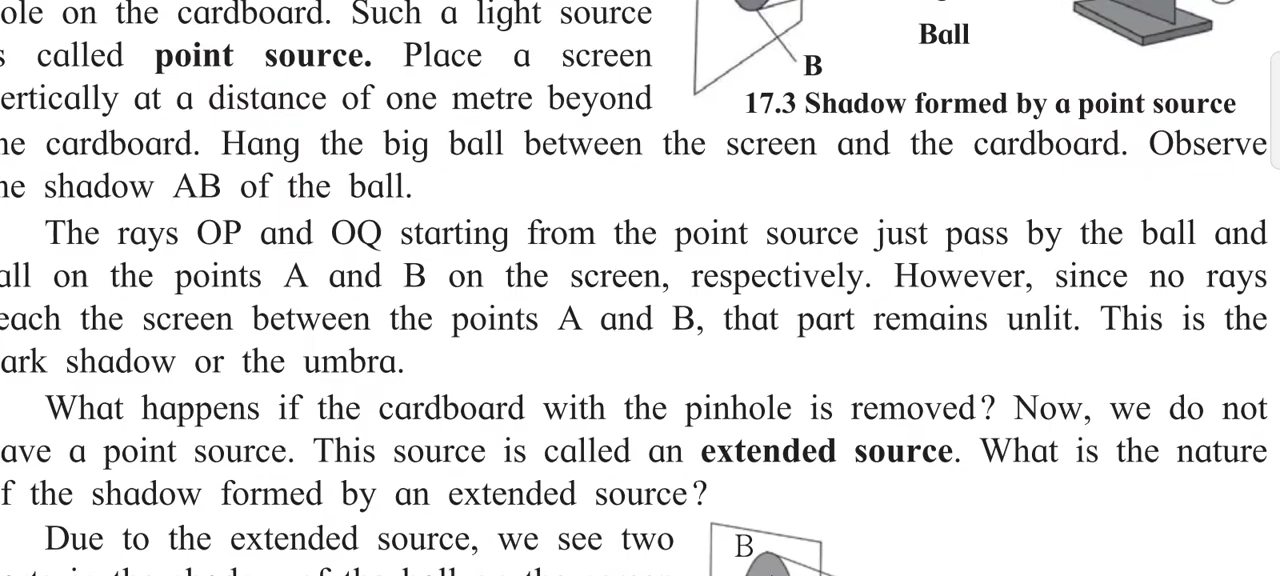 ole on the cardboard. Such a light source
s called point source. Place a screen
ertically at a distance of one metre beyond
Ball
B
17.3 Shadow formed by a point source
he cardboard. Hang the big ball between the screen and the cardboard. Observe
he shadow AB of the ball.
The rays OP and OQ starting from the point source just pass by the ball and
all on the points A and B on the screen, respectively. However, since no rays
each the screen between the points A and B, that part remains unlit. This is the
ark shadow or the umbra.
What happens if the cardboard with the pinhole is removed? Now, we do not
ave a point source. This source is called an extended source. What is the nature
f the shadow formed by an extended source?
Due to the extended source, we see two
B